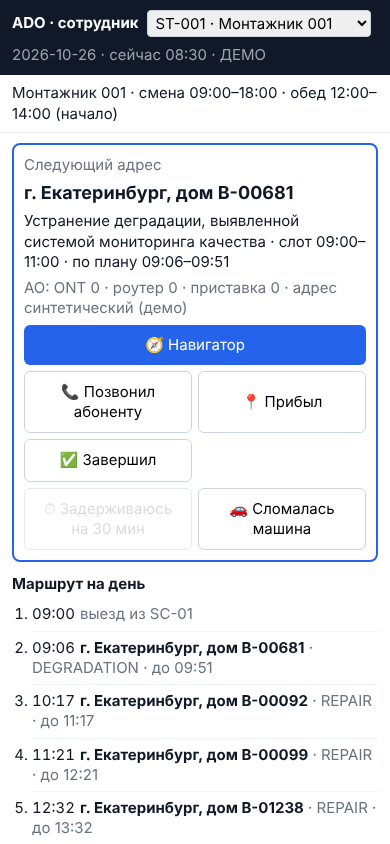 ADO · сотрудник ST-001 · Монтажник 001
2026-10-26 · сейчас 08:30 · ДЕМО
Монтажник 001 · смена 09:00–18:00 · обед 12:00–
14:00 (начало)
Следующий адрес
г. Екатеринбург, дом B-00681
Устранение деградации, выявленной
системой мониторинга качества · слот 09:00–
11:00 · по плану 09:06–09:51
АО: ONT 0 · роутер 0 · приставка 0 · адрес
синтетический (демо)
🧭 Навигатор
📞 Позвонил
абоненту
📍 Прибыл
✅ Завершил
⏱ Задерживаюсь
на 30 мин
🚗 Сломалась
машина
Маршрут на день
1. 09:00 выезд из SC-01
2. 09:06 г. Екатеринбург, дом B-00681 ·
DEGRADATION · до 09:51
3. 10:17 г. Екатеринбург, дом B-00092 · REPAIR
· до 11:17
4. 11:21 г. Екатеринбург, дом B-00099 · REPAIR
· до 12:21
5. 12:32 г. Екатеринбург, дом B-01238 · REPAIR ·
до 13:32